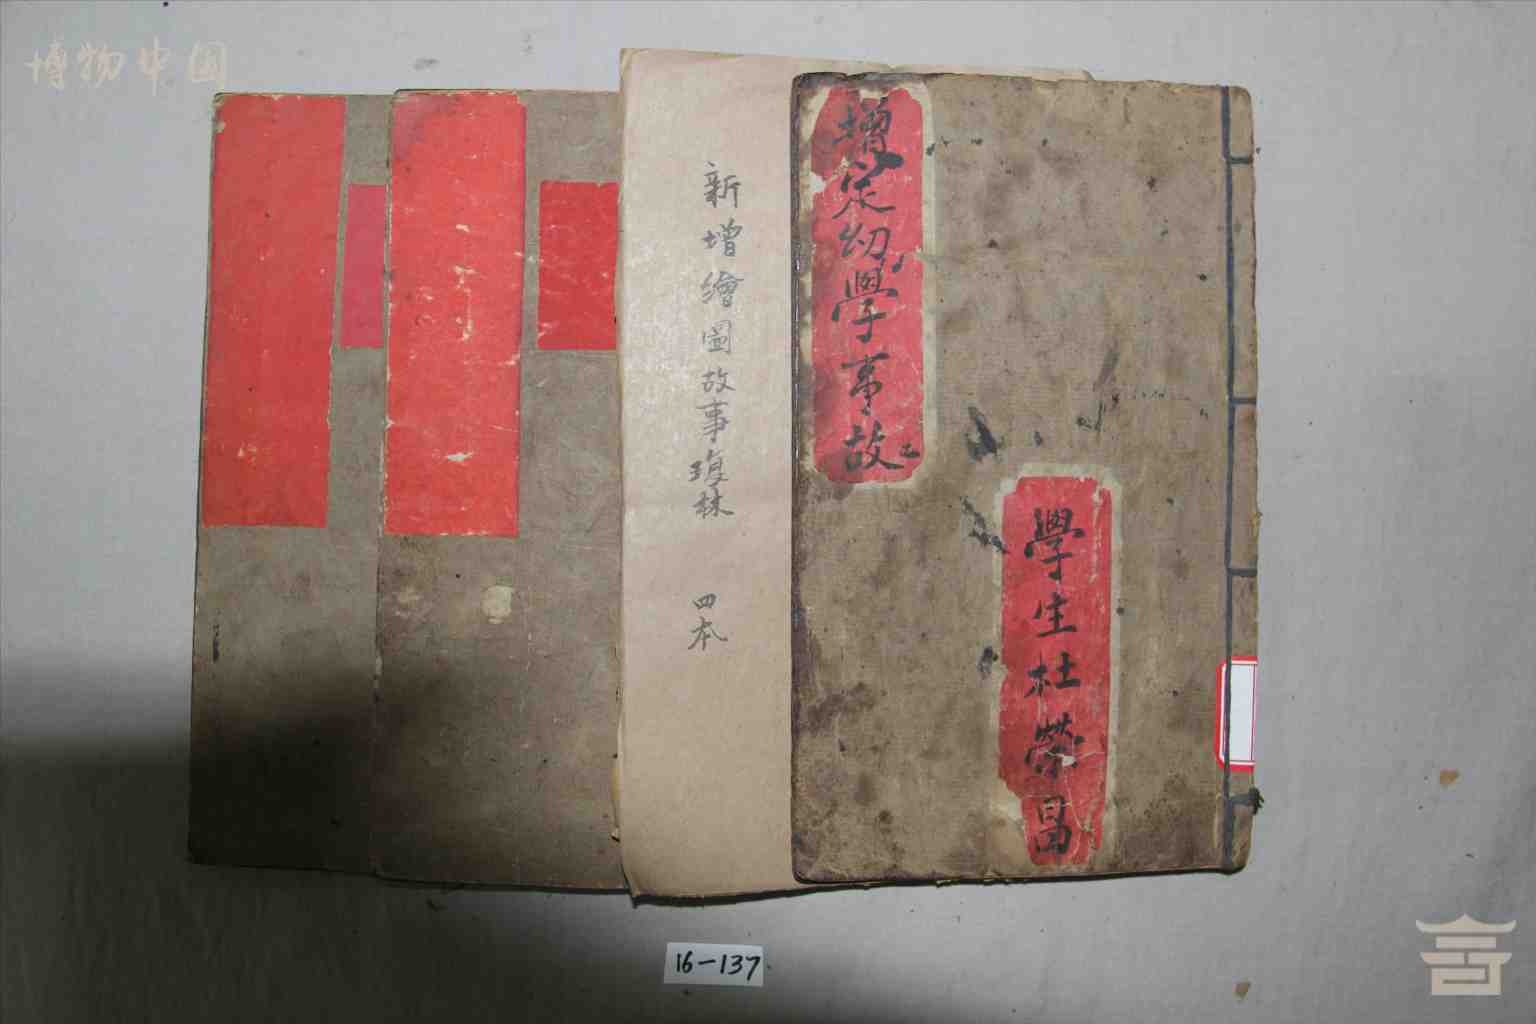 博物中国
增定幼學事故
學生杜榮昌
新增繪圖故事瓊林 四本
16-137